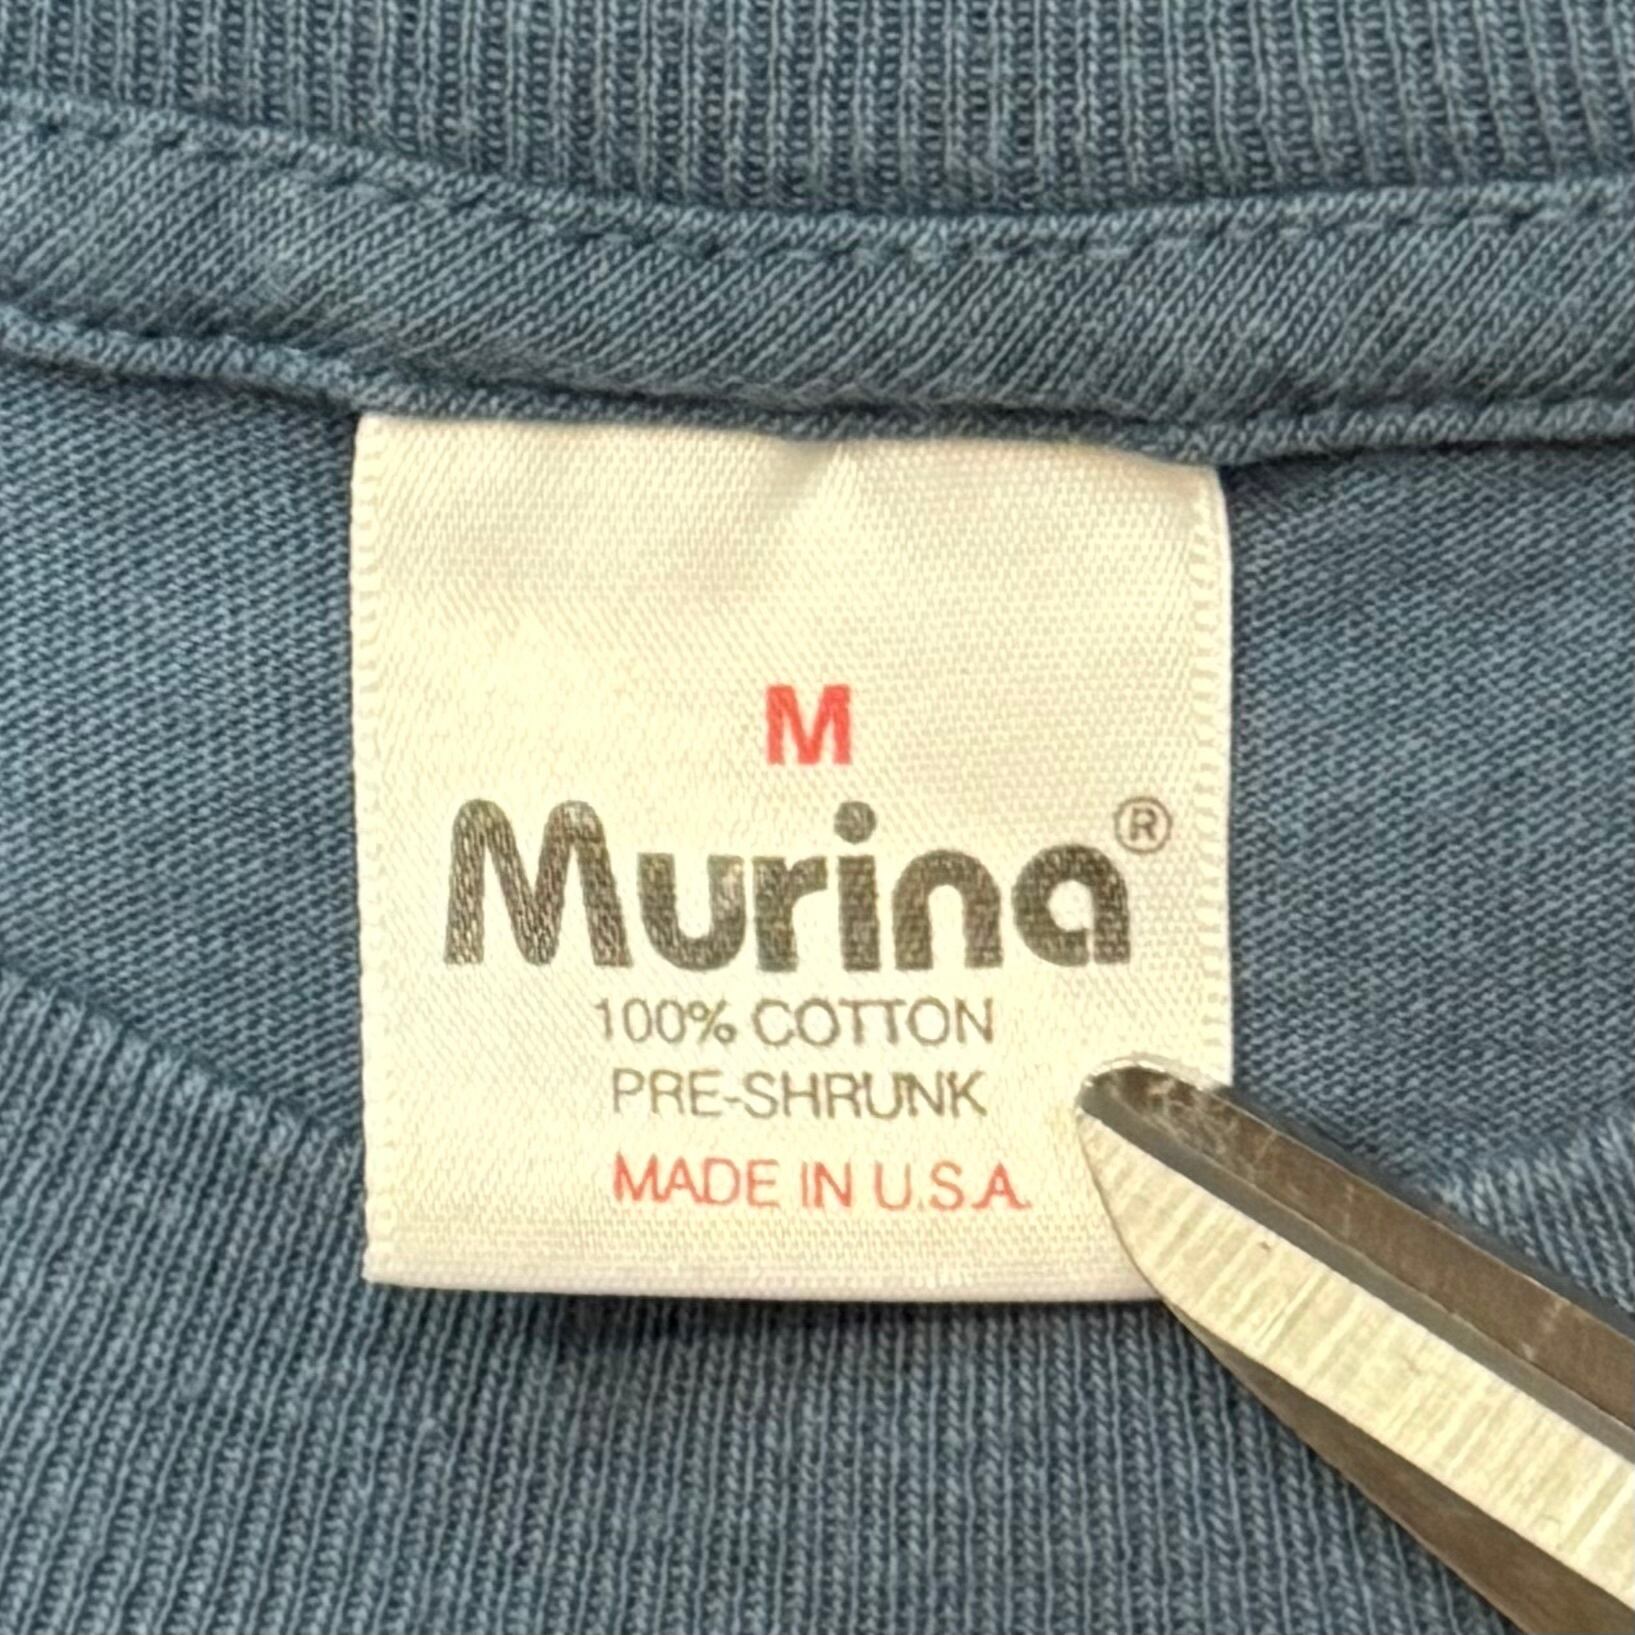 M
Murina®
100% COTTON
PRE-SHRUNK
MADE IN U.S.A.